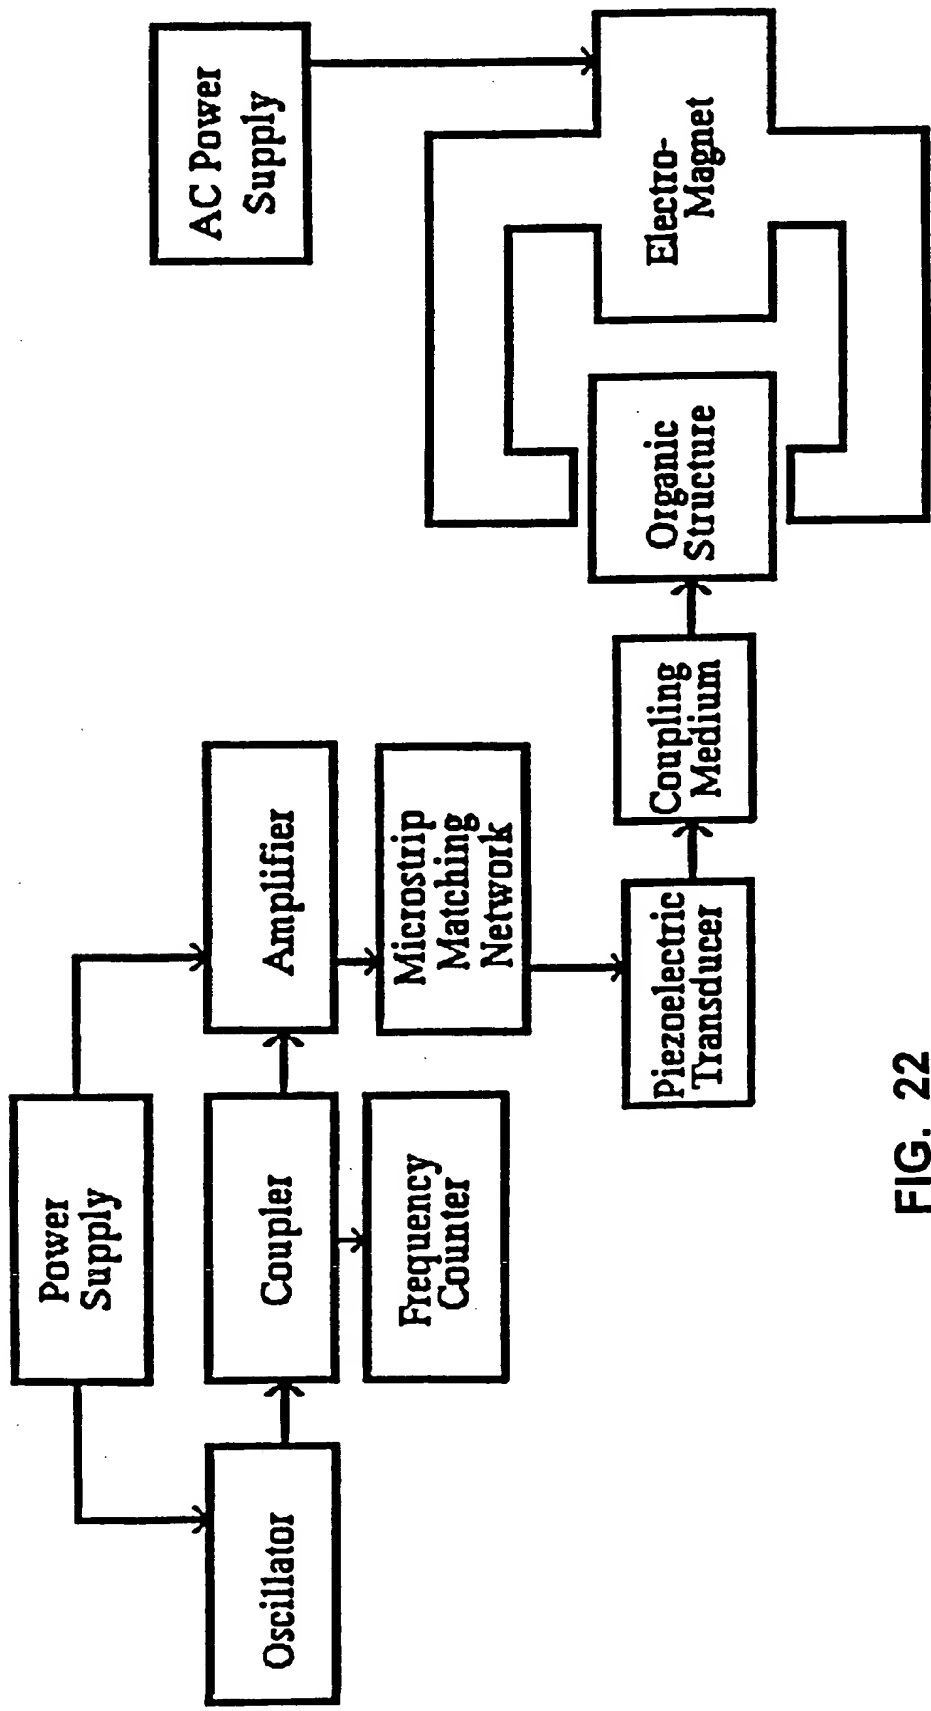 Power
Supply
AC Power
Supply
Oscillator
Coupler
Amplifier
Frequency
Counter
Microstrip
Matching
Network
Piezoelectric
Transducer
Coupling
Medium
Organic
Structure
Electro-
Magnet
FIG. 22